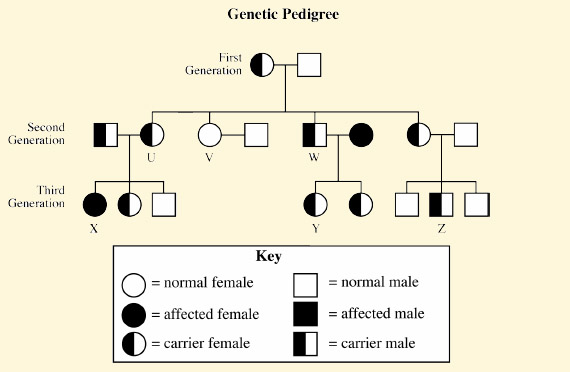 Genetic Pedigree
First
Generation
Second
Generation
U
V
W
Third
Generation
X
Y
Z
Key
= normal female
= normal male
= affected female
= affected male
= carrier female
= carrier male